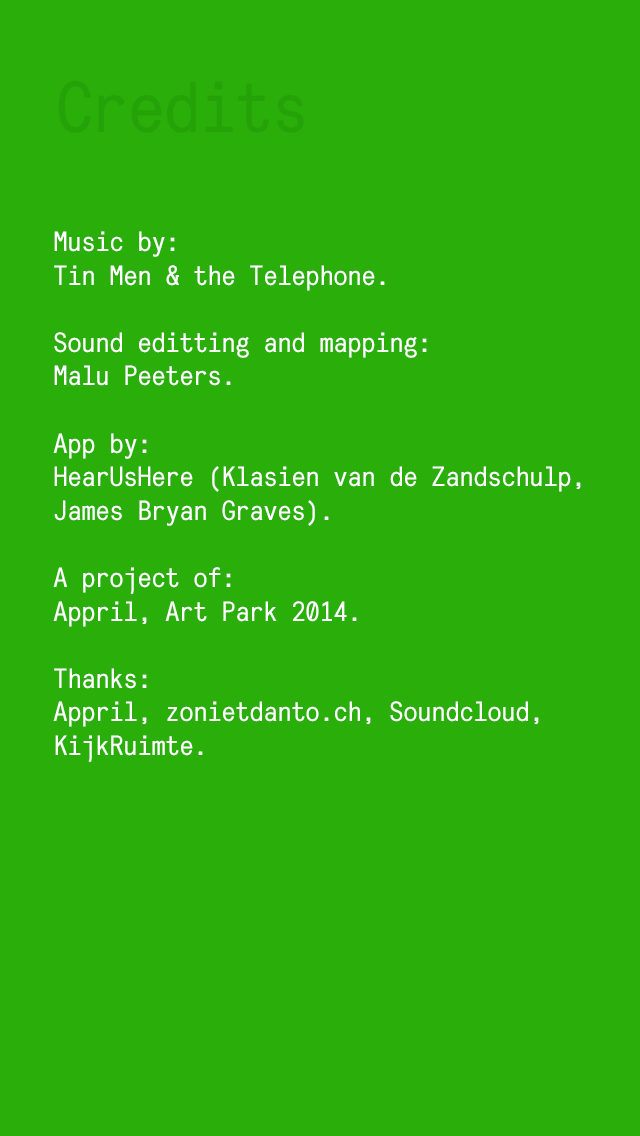 Credits
Music by:
Tin Men & the Telephone.
Sound editting and mapping:
Malu Peeters.
App by:
HearUsHere (Klasien van de Zandschulp,
James Bryan Graves).
A project of:
Appril, Art Park 2014.
Thanks:
Appril, zonietdanto.ch, Soundcloud,
KijkRuimte.